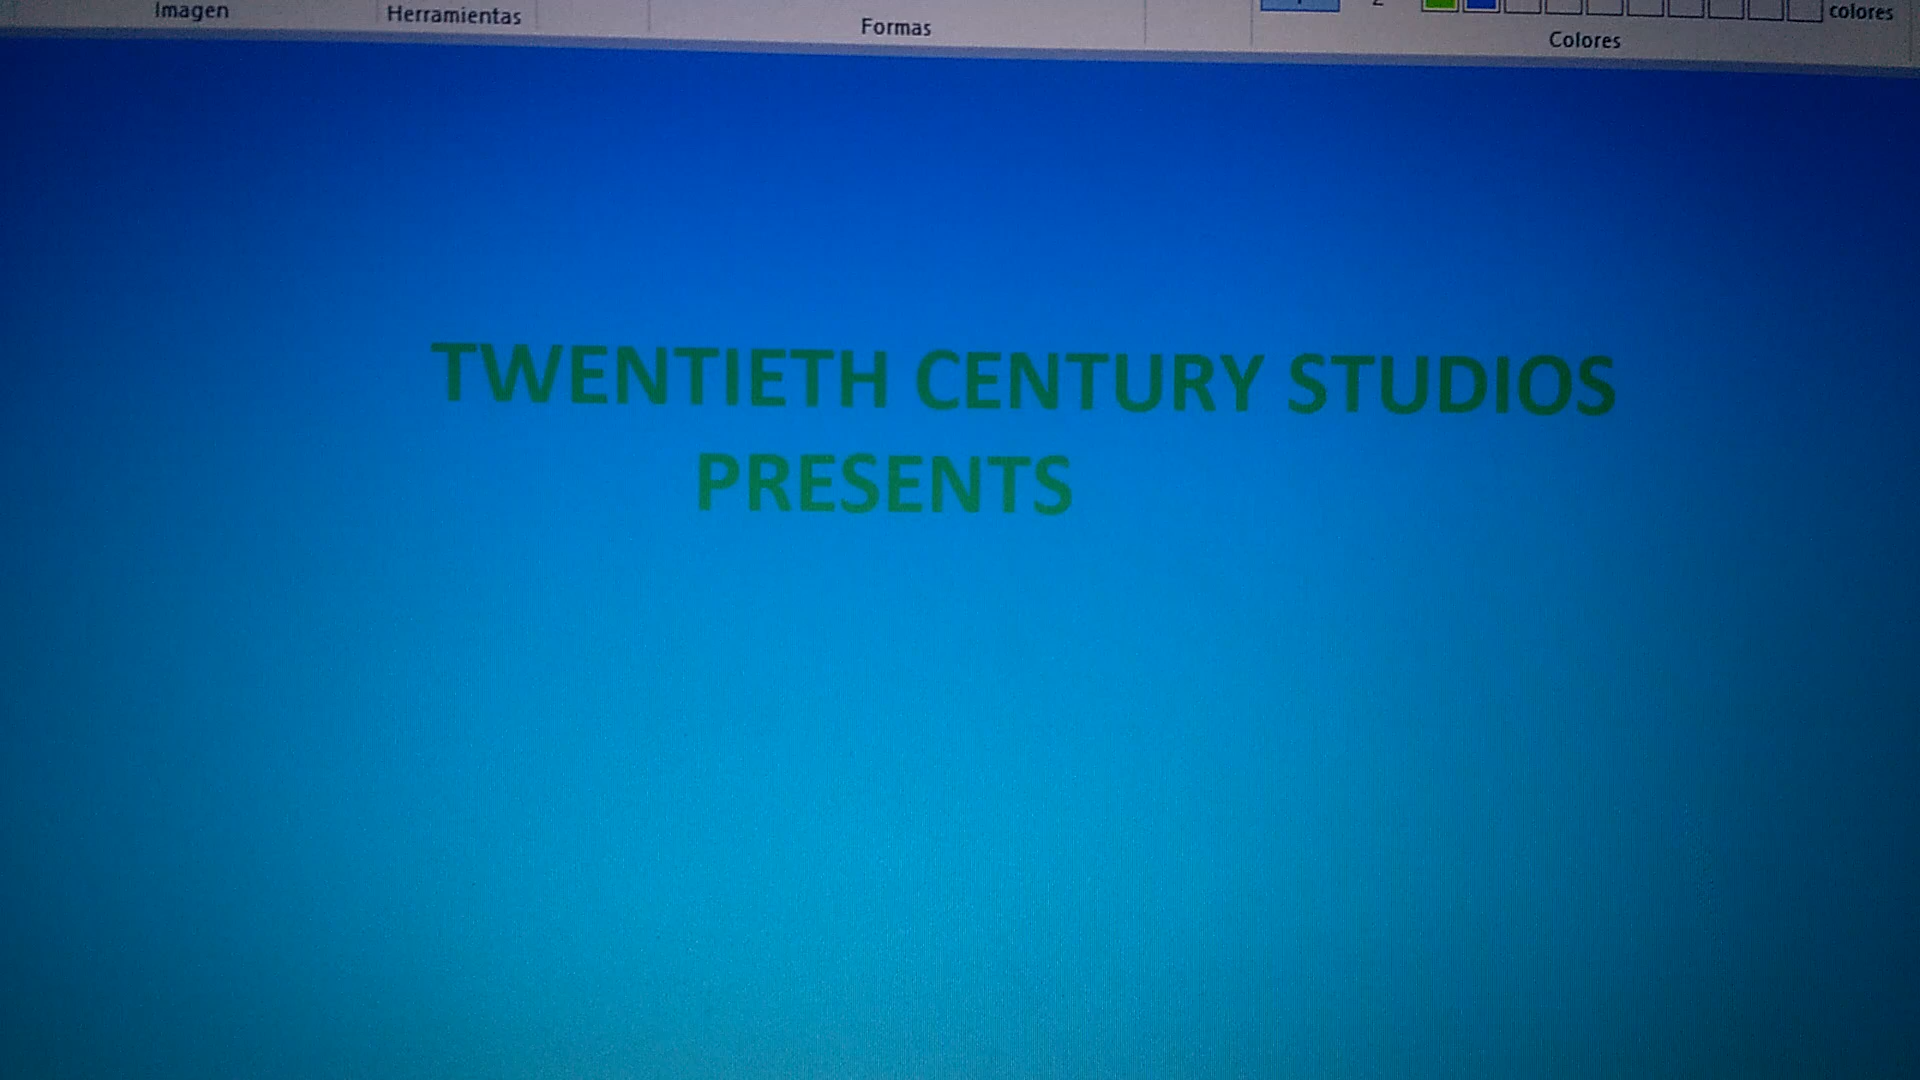 Imagen Herramientas Formas Colores colores
TWENTIETH CENTURY STUDIOS
PRESENTS